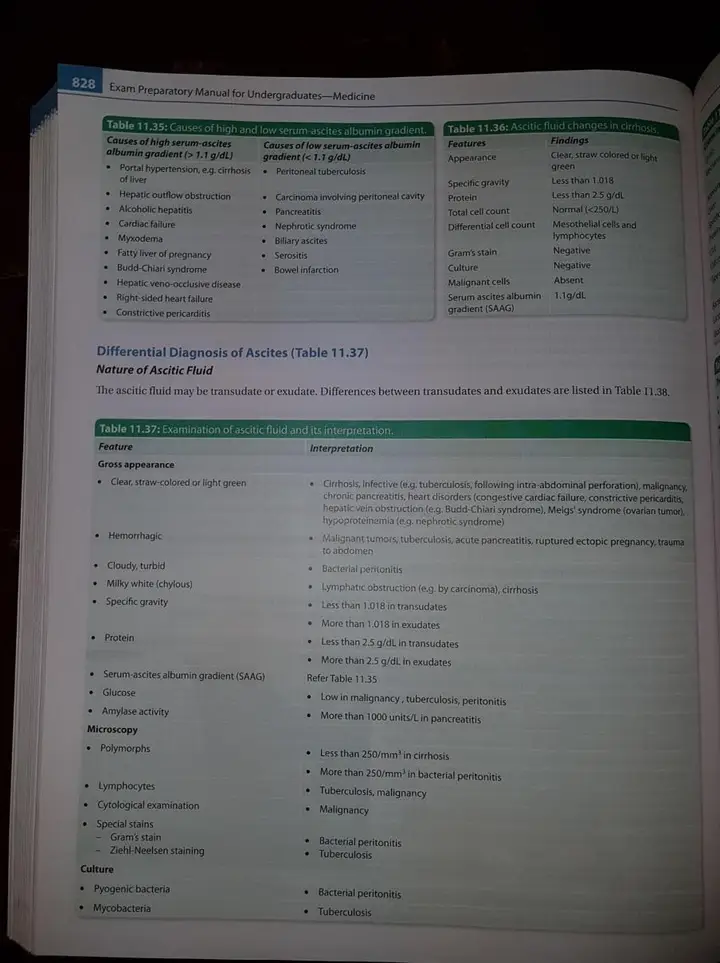 828
Exam Preparatory Manual for Undergraduates—Medicine
Table 11.35: Causes of high and low serum-ascites albumin gradient.
Causes of high serum-ascites
albumin gradient (> 1.1 g/dL)
Causes of low serum-ascites albumin
gradient (< 1.1 g/dL)
• Portal hypertension, e.g. cirrhosis
of liver
• Peritoneal tuberculosis
• Hepatic outflow obstruction
• Carcinoma involving peritoneal cavity
• Alcoholic hepatitis
• Pancreatitis
• Cardiac failure
• Nephrotic syndrome
• Myxodema
• Biliary ascites
• Fatty liver of pregnancy
• Serositis
• Budd-Chiari syndrome
• Bowel infarction
• Hepatic veno-occlusive disease
• Right-sided heart failure
• Constrictive pericarditis
Table 11.36: Ascitic fluid changes in cirrhosis.
Features
Findings
Appearance
Clear, straw colored or light
green
Specific gravity
Less than 1.018
Protein
Less than 2.5 g/dL
Total cell count
Normal (<250/L)
Differential cell count
Mesothelial cells and
lymphocytes
Gram's stain
Negative
Culture
Negative
Malignant cells
Absent
Serum ascites albumin
gradient (SAAG)
1.1g/dL
Differential Diagnosis of Ascites (Table 11.37)
Nature of Ascitic Fluid
The ascitic fluid may be transudate or exudate. Differences between transudates and exudates are listed in Table 11.38.
Table 11.37: Examination of ascitic fluid and its interpretation.
Feature
Interpretation
Gross appearance
• Clear, straw-colored or light green
• Cirrhosis, infective (e.g. tuberculosis, following intra-abdominal perforation), malignancy,
chronic pancreatitis, heart disorders (congestive cardiac failure, constrictive pericarditis,
hepatic vein obstruction (e.g. Budd-Chiari syndrome), Meigs' syndrome (ovarian tumor),
hypoproteinemia (e.g. nephrotic syndrome)
• Hemorrhagic
• Malignant tumors, tuberculosis, acute pancreatitis, ruptured ectopic pregnancy, trauma
to abdomen
• Cloudy, turbid
• Bacterial peritonitis
• Milky white (chylous)
• Lymphatic obstruction (e.g. by carcinoma), cirrhosis
• Specific gravity
• Less than 1.018 in transudates
• More than 1.018 in exudates
• Protein
• Less than 2.5 g/dL in transudates
• More than 2.5 g/dL in exudates
• Serum-ascites albumin gradient (SAAG)
Refer Table 11.35
• Glucose
• Low in malignancy , tuberculosis, peritonitis
• Amylase activity
• More than 1000 units/L in pancreatitis
Microscopy
• Polymorphs
• Less than 250/mm³ in cirrhosis
• More than 250/mm³ in bacterial peritonitis
• Lymphocytes
• Tuberculosis, malignancy
• Cytological examination
• Malignancy
• Special stains
– Gram's stain
• Bacterial peritonitis
– Ziehl-Neelsen staining
• Tuberculosis
Culture
• Pyogenic bacteria
• Bacterial peritonitis
• Mycobacteria
• Tuberculosis